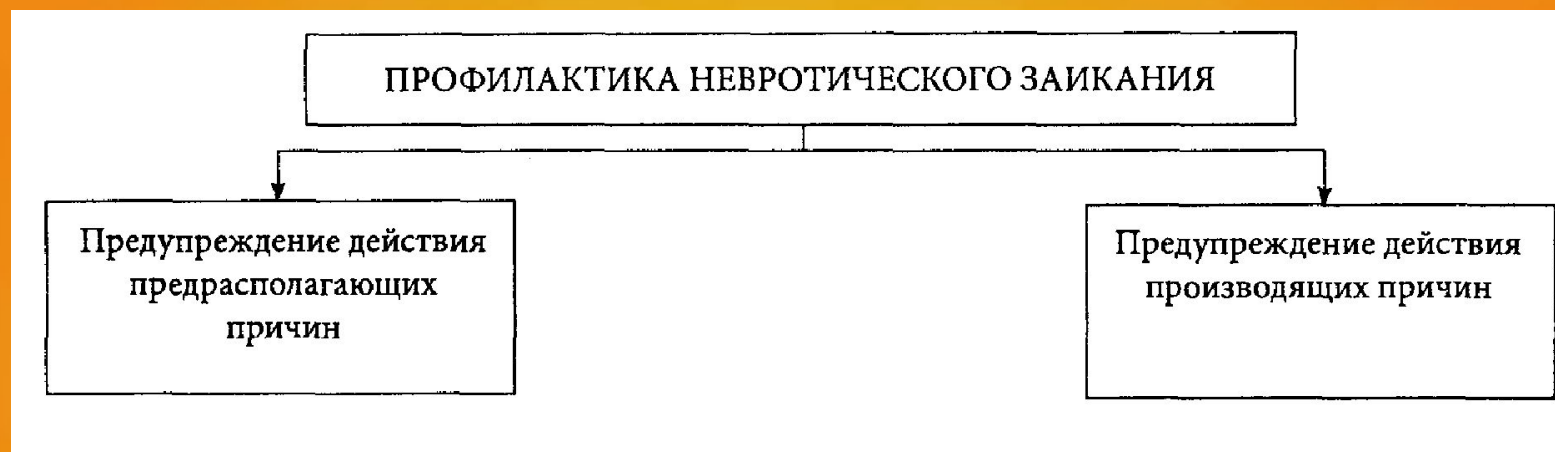 ПРОФИЛАКТИКА НЕВРОТИЧЕСКОГО ЗАИКАНИЯ
Предупреждение действия
предрасполагающих
причин
Предупреждение действия
производящих причин